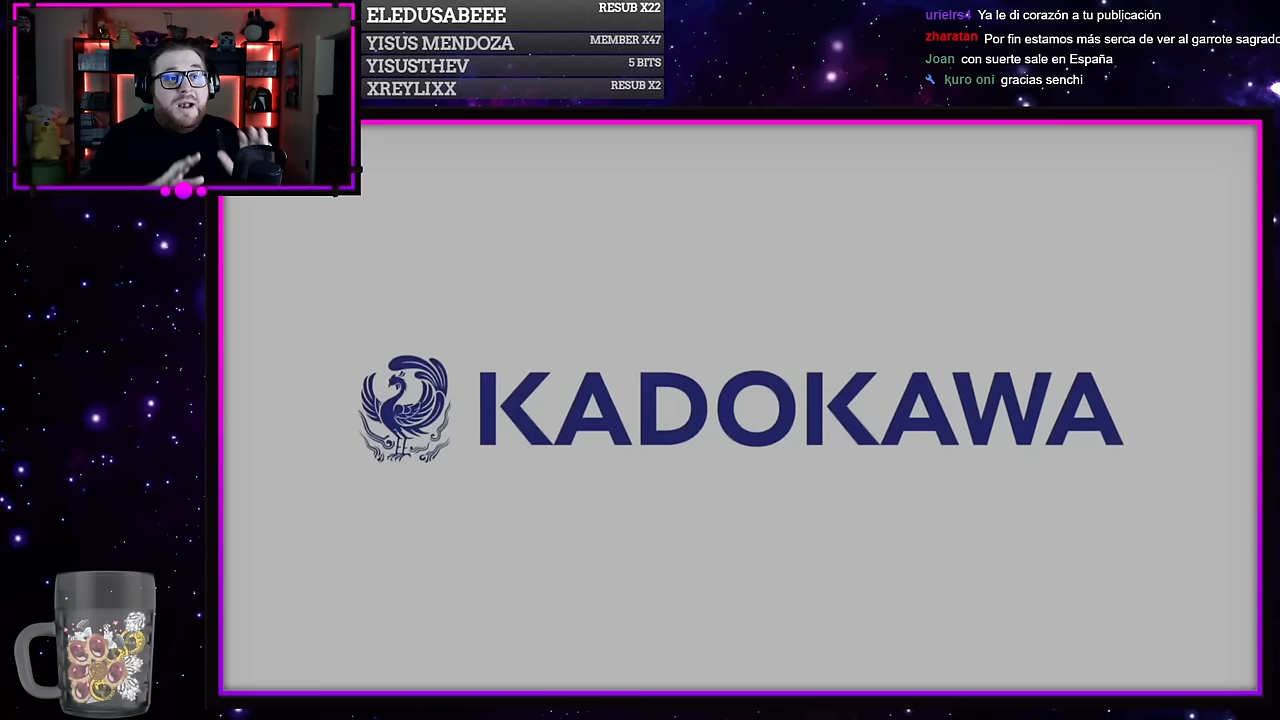 ELEDUSABEEE RESUB X22
YISUS MENDOZA MEMBER X47
YISUSTHEV 5 BITS
XREYLIXX RESUB X2
urielrs4 Ya le di corazón a tu publicación
zharatan Por fin estamos más serca de ver al garrote sagrado
Joan con suerte sale en España
kuro oni gracias senchi
KADOKAWA